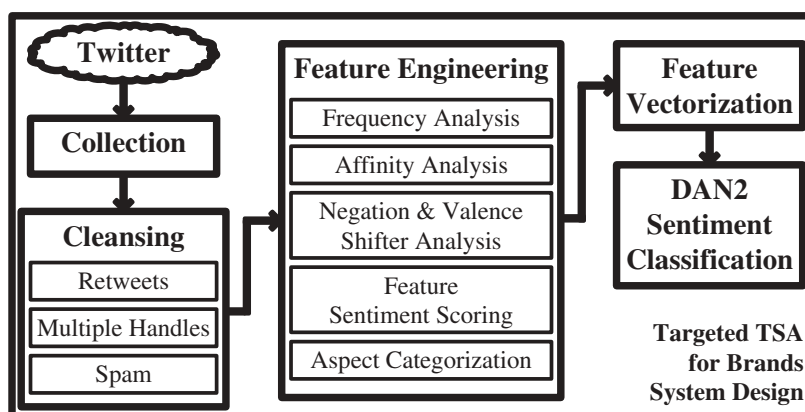 Twitter
Collection
Cleansing
Retweets
Multiple Handles
Spam
Feature Engineering
Frequency Analysis
Affinity Analysis
Negation & Valence
Shifter Analysis
Feature
Sentiment Scoring
Aspect Categorization
Feature
Vectorization
DAN2
Sentiment
Classification
Targeted TSA
for Brands
System Design